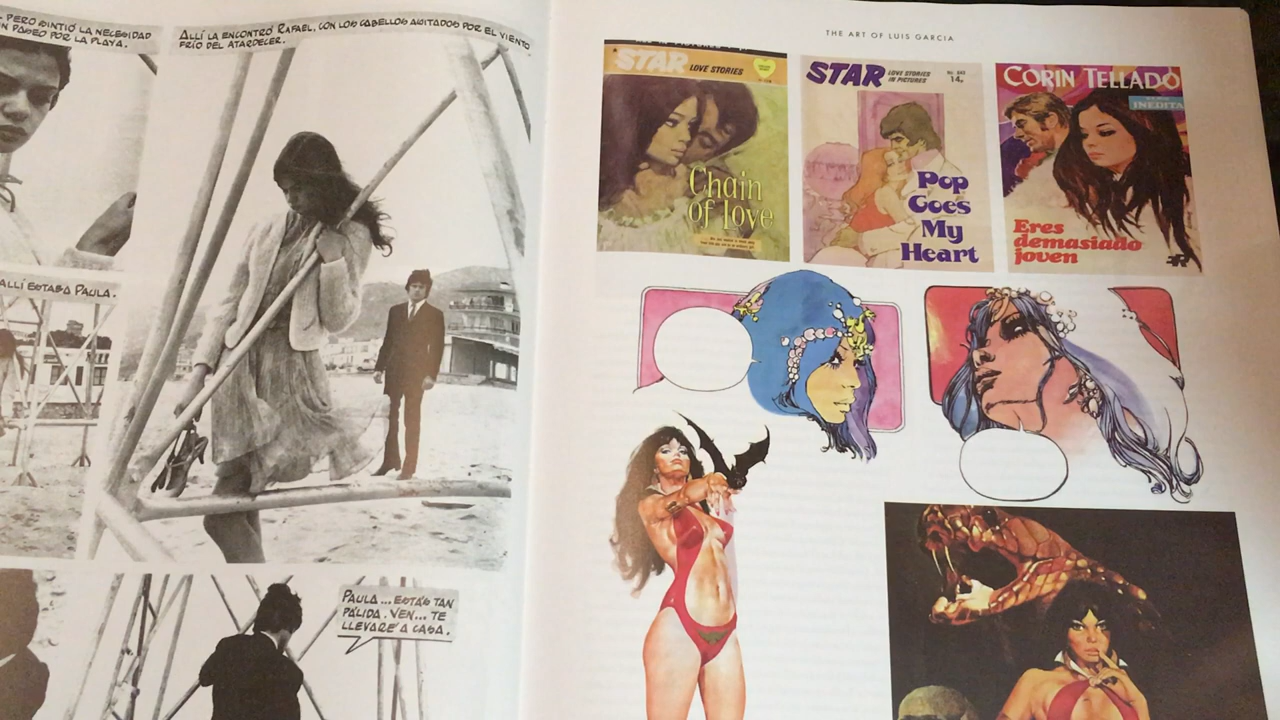 PERO SINTIÓ LA NECESIDAD
PASEO POR LA PLAYA.
ALLÍ LA ENCONTRÓ RAFAEL, CON LOS CABELLOS AGITADOS POR EL VIENTO
FRÍO DEL ATARDECER.
ALLÍ ESTABA PAULA.
PAULA... ESTÁS TAN
PÁLIDA. VEN... TE
LLEVARÉ A CASA.
THE ART OF LUIS GARCIA
STAR
LOVE STORIES
Chain
of Love
STAR
LOVE STORIES
IN PICTURES
14p
Pop
Goes
My
Heart
CORIN TELLADO
INEDITA
Eres
demasiado
joven